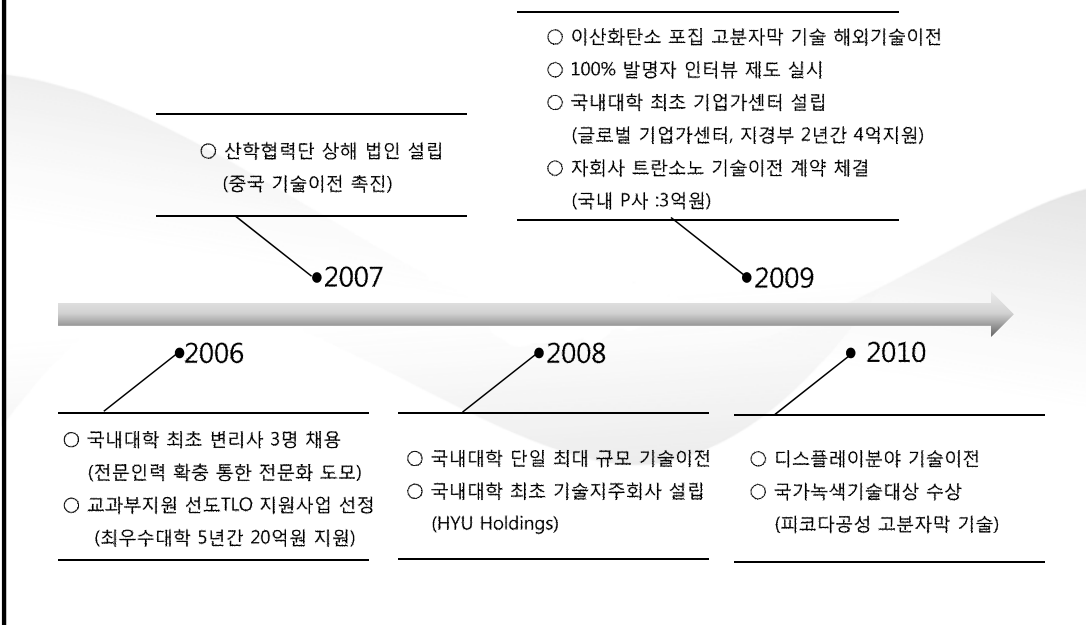 ○ 이산화탄소 포집 고분자막 기술 해외기술이전
○ 100% 발명자 인터뷰 제도 실시
○ 국내대학 최초 기업가센터 설립
(글로벌 기업가센터, 지경부 2년간 4억지원)
○ 자회사 트란소노 기술이전 계약 체결
(국내 P사 :3억원)
○ 산학협력단 상해 법인 설립
(중국 기술이전 촉진)
2007
2009
2006
2008
2010
○ 국내대학 최초 변리사 3명 채용
(전문인력 확충 통한 전문화 도모)
○ 교과부지원 선도TLO 지원사업 선정
(최우수대학 5년간 20억원 지원)
○ 국내대학 단일 최대 규모 기술이전
○ 국내대학 최초 기술지주회사 설립
(HYU Holdings)
○ 디스플레이분야 기술이전
○ 국가녹색기술대상 수상
(피코다공성 고분자막 기술)